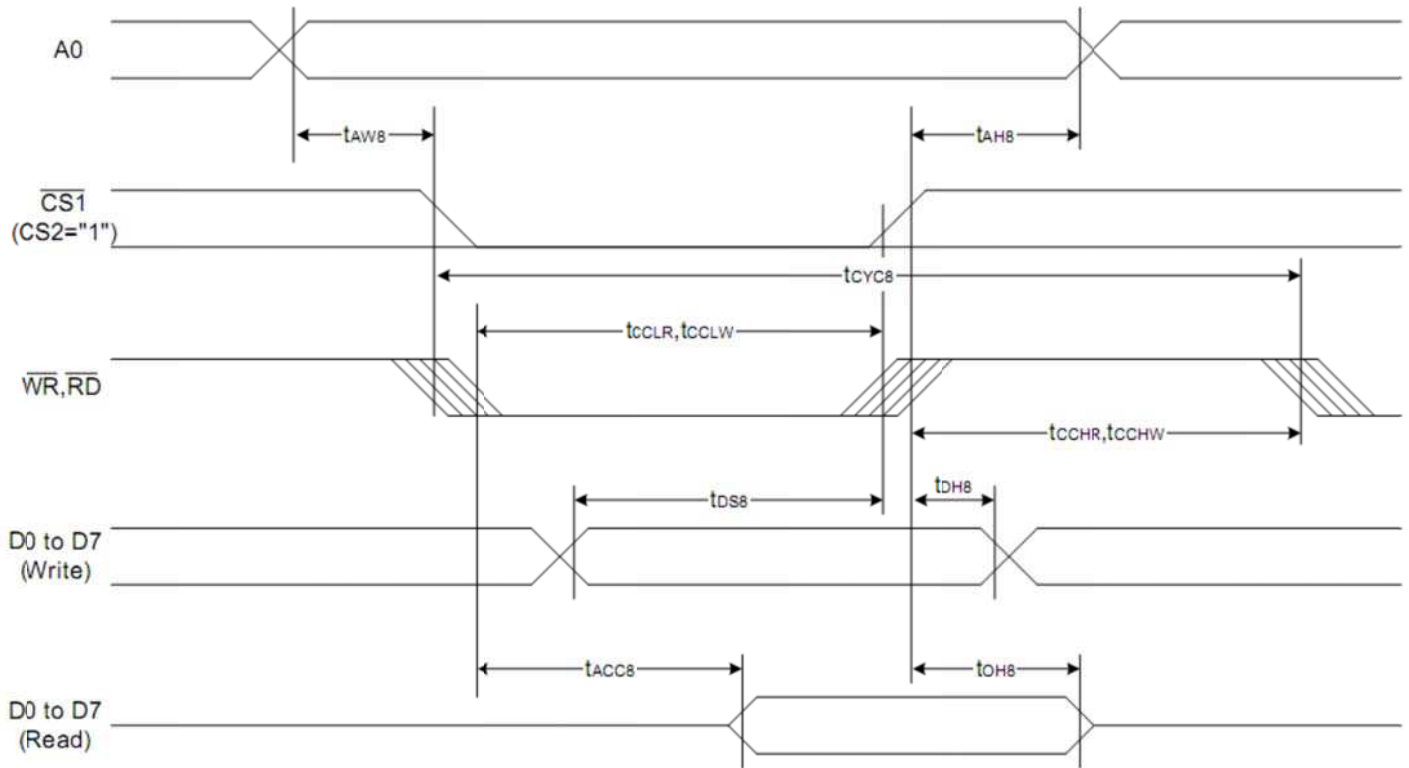 A0
tAW8
tAH8
CS1
(CS2="1")
tCYC8
tCCLR,tCCLW
WR,RD
tCCHR,tCCHW
tDS8
tDH8
D0 to D7
(Write)
tACC8
tOH8
D0 to D7
(Read)